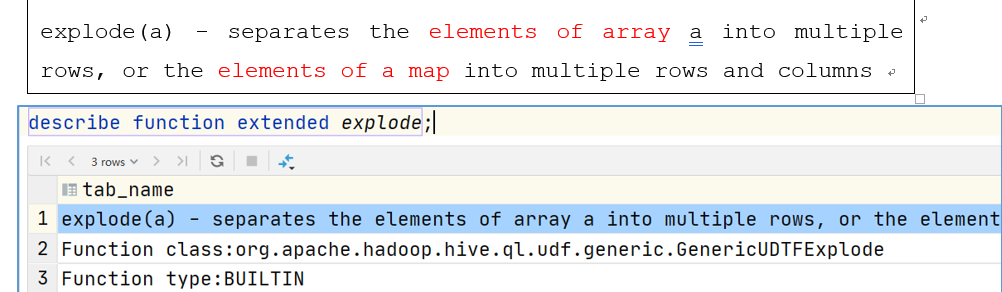 explode(a) - separates the elements of array a into multiple
rows, or the elements of a map into multiple rows and columns
describe function extended explode;
3 rows
tab_name
1 explode(a) - separates the elements of array a into multiple rows, or the element
2 Function class:org.apache.hadoop.hive.ql.udf.generic.GenericUDTFExplode
3 Function type:BUILTIN